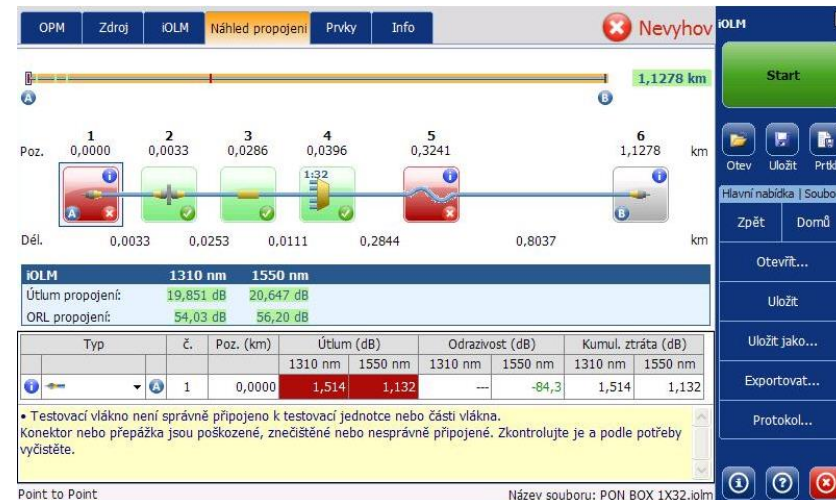 OPM Zdroj iOLM Náhled propojení Prvky Info Nevyhov iOLM
Start
1,1278 km
A B
1 2 3 4 5 6
Poz. 0,0000 0,0033 0,0286 0,0396 0,3241 1,1278 km
1:32
A B
Dél. 0,0033 0,0253 0,0111 0,2844 0,8037 km
Otev Uložit Prtkl
Hlavní nabídka | Soubo
Zpět Domů
Otevřít...
Uložit
Uložit jako...
Exportovat...
Protokol...
iOLM 1310 nm 1550 nm
Útlum propojení: 19,851 dB 20,647 dB
ORL propojení: 54,03 dB 56,20 dB
Typ č. Poz. (km) Útlum (dB) Odrazivost (dB) Kumul. ztráta (dB)
1310 nm 1550 nm 1310 nm 1550 nm 1310 nm 1550 nm
A 1 0,0000 1,514 1,132 --- -84,3 1,514 1,132
• Testovací vlákno není správně připojeno k testovací jednotce nebo části vlákna.
Konektor nebo přepážka jsou poškozené, znečištěné nebo nesprávně připojené. Zkontrolujte je a podle potřeby
vyčistěte.
Point to Point Název souboru: PON BOX 1X32.iolm